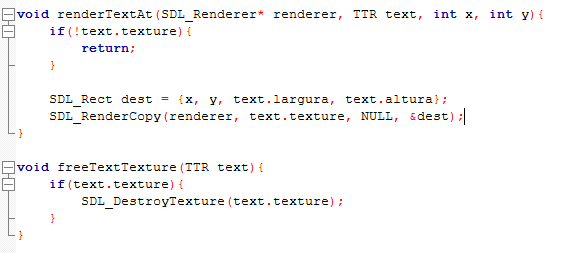 void renderTextAt(SDL_Renderer* renderer, TTR text, int x, int y){
    if(!text.texture){
        return;
    }
    SDL_Rect dest = {x, y, text.largura, text.altura};
    SDL_RenderCopy(renderer, text.texture, NULL, &dest);
}
void freeTextTexture(TTR text){
    if(text.texture){
        SDL_DestroyTexture(text.texture);
    }
}